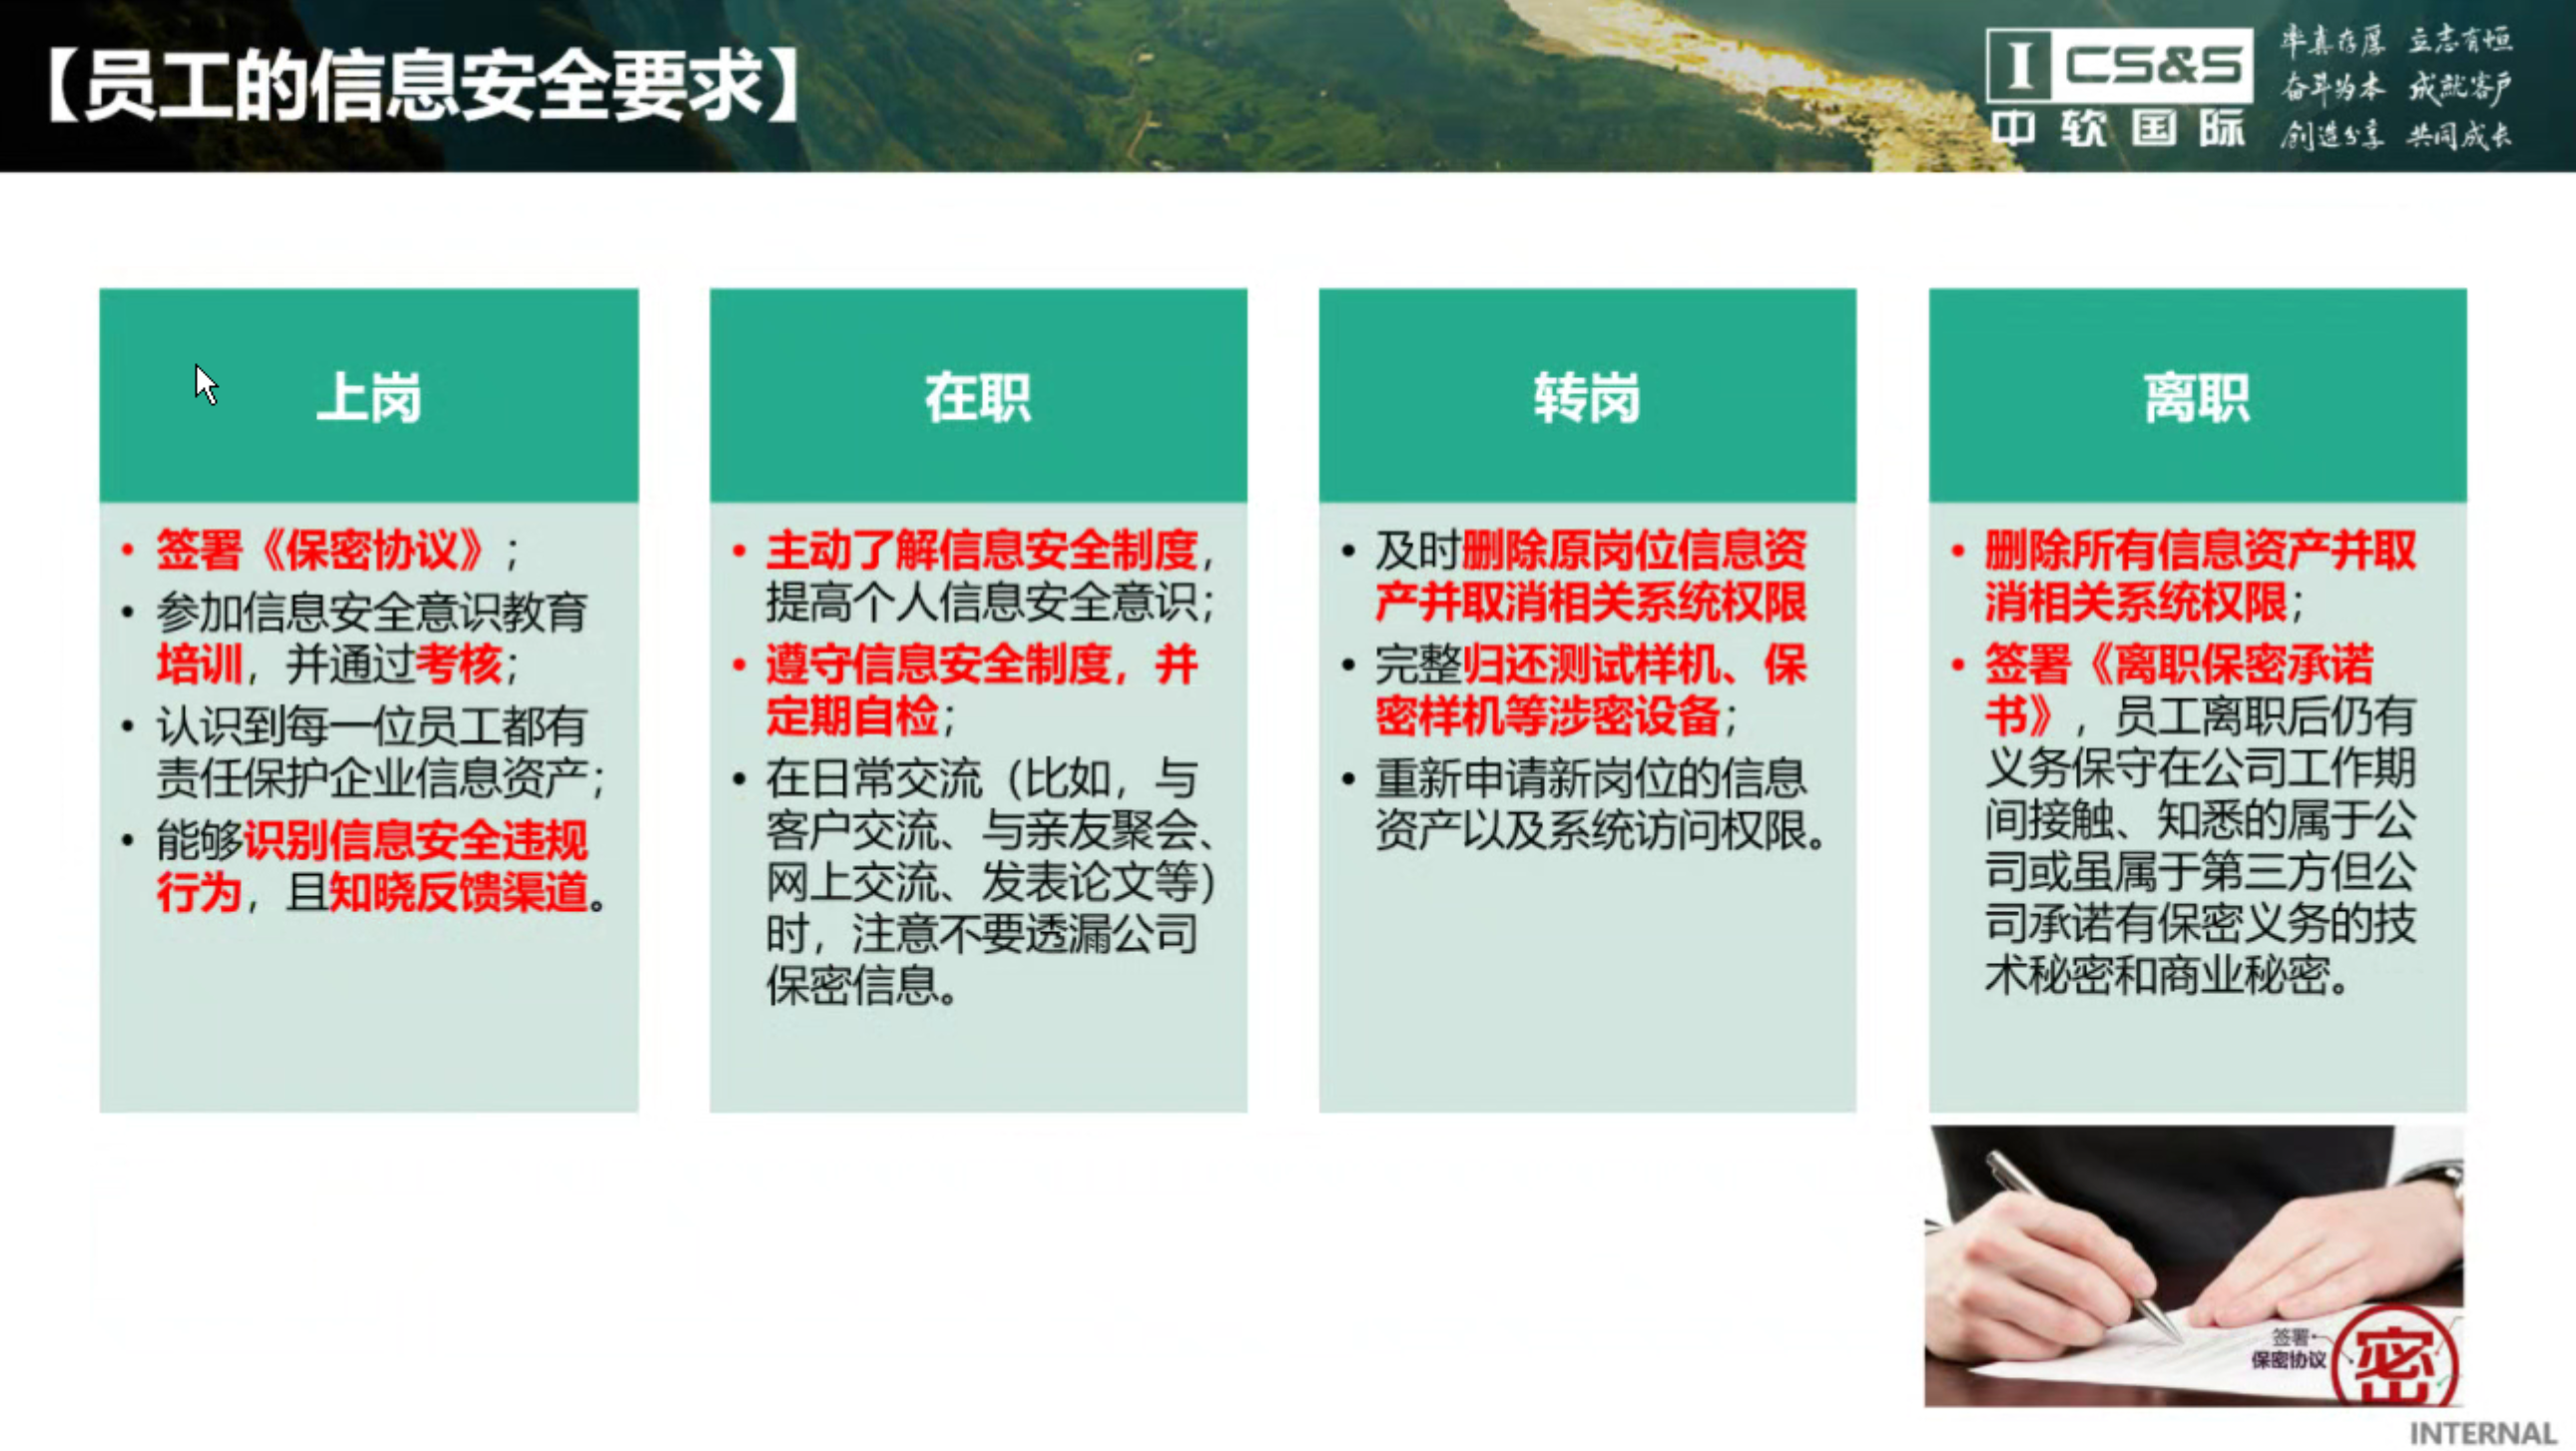 【员工的信息安全要求】
I CS&S
中软国际
率真存厚 立志有恒
奋斗为本 成就客户
创造分享 共同成长
上岗
• 签署《保密协议》;
• 参加信息安全意识教育
培训，并通过考核;
• 认识到每一位员工都有
责任保护企业信息资产;
• 能够识别信息安全违规
行为，且知晓反馈渠道。
在职
• 主动了解信息安全制度，
提高个人信息安全意识;
• 遵守信息安全制度，并
定期自检;
• 在日常交流（比如，与
客户交流、与亲友聚会、
网上交流、发表论文等）
时，注意不要透漏公司
保密信息。
转岗
• 及时删除原岗位信息资
产并取消相关系统权限
• 完整归还测试样机、保
密样机等涉密设备;
• 重新申请新岗位的信息
资产以及系统访问权限。
离职
• 删除所有信息资产并取
消相关系统权限;
• 签署《离职保密承诺
书》，员工离职后仍有
义务保守在公司工作期
间接触、知悉的属于公
司或虽属于第三方但公
司承诺有保密义务的技
术秘密和商业秘密。
签署
保密协议
密
INTERNAL